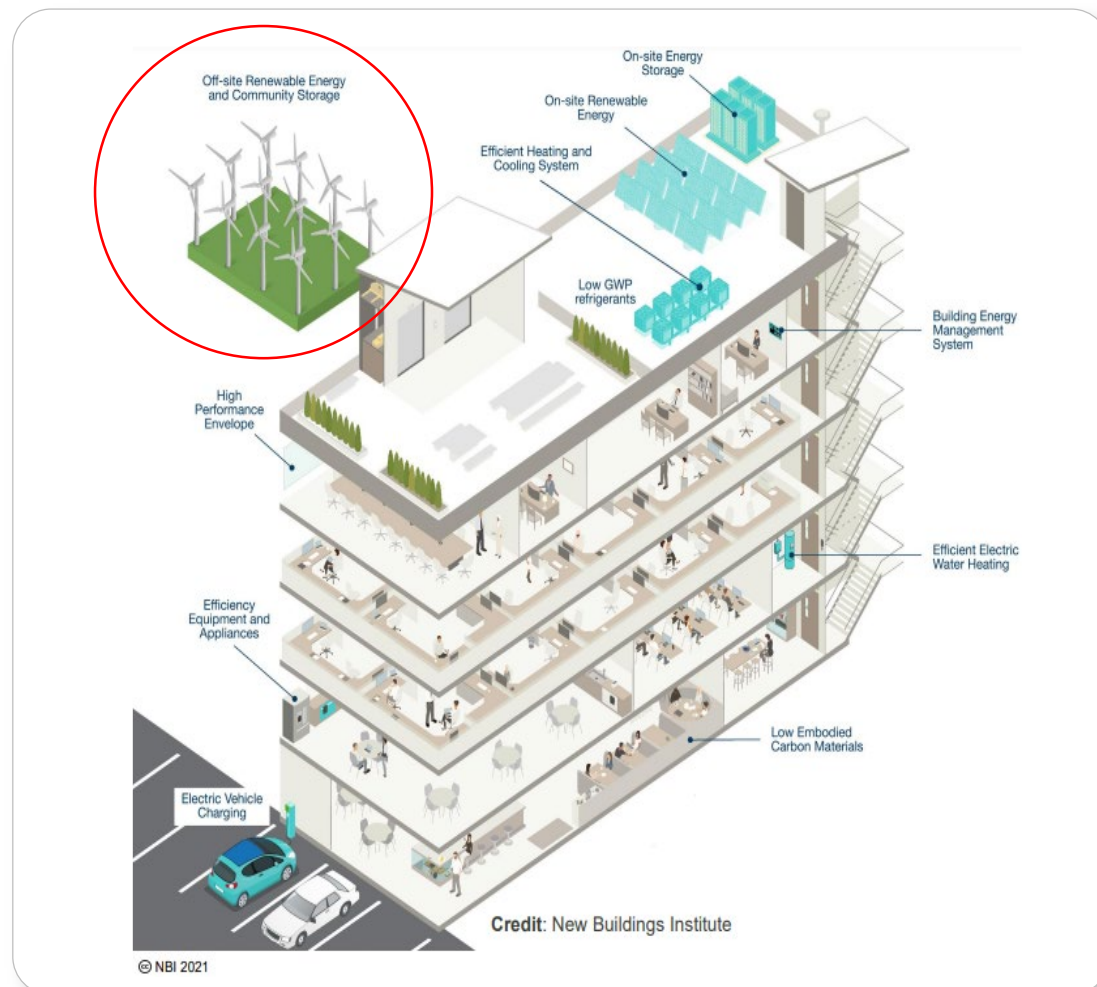 Off-site Renewable Energy
and Community Storage
On-site Energy
Storage
On-site Renewable
Energy
Efficient Heating and
Cooling System
Low GWP
refrigerants
Building Energy
Management
System
High
Performance
Envelope
Efficient Electric
Water Heating
Efficiency
Equipment and
Appliances
Low Embodied
Carbon Materials
Electric Vehicle
Charging
Credit: New Buildings Institute
cc NBI 2021